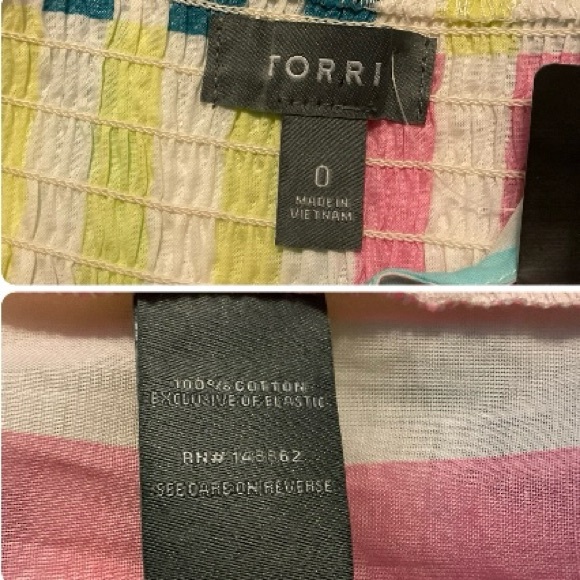 TORRI
0
MADE IN
VIETNAM
100% COTTON
EXCLUSIVE OF ELASTIC
RN# 148862
SEE CARE ON REVERSE